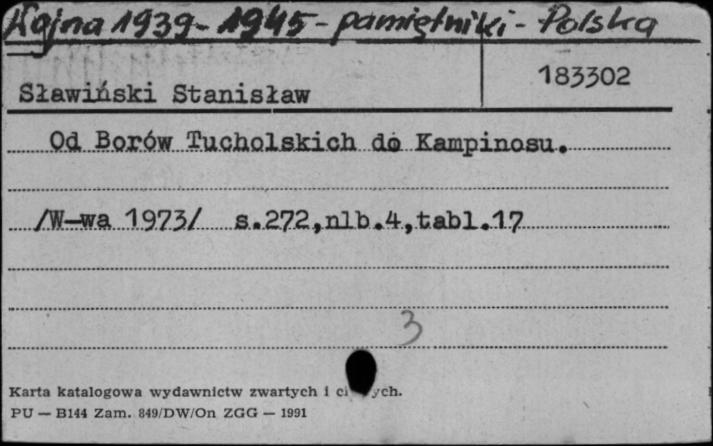 Wojna 1939-1945 - pamiętniki - Polska
183302
Sławiński Stanisław
Od Borów Tucholskich do Kampinosu.
/W-wa 1973/ s.272,nlb.4,tabl.17
3
Karta katalogowa wydawnictw zwartych i ych.
PU — B144 Zam. 849/DW/On ZGG — 1991